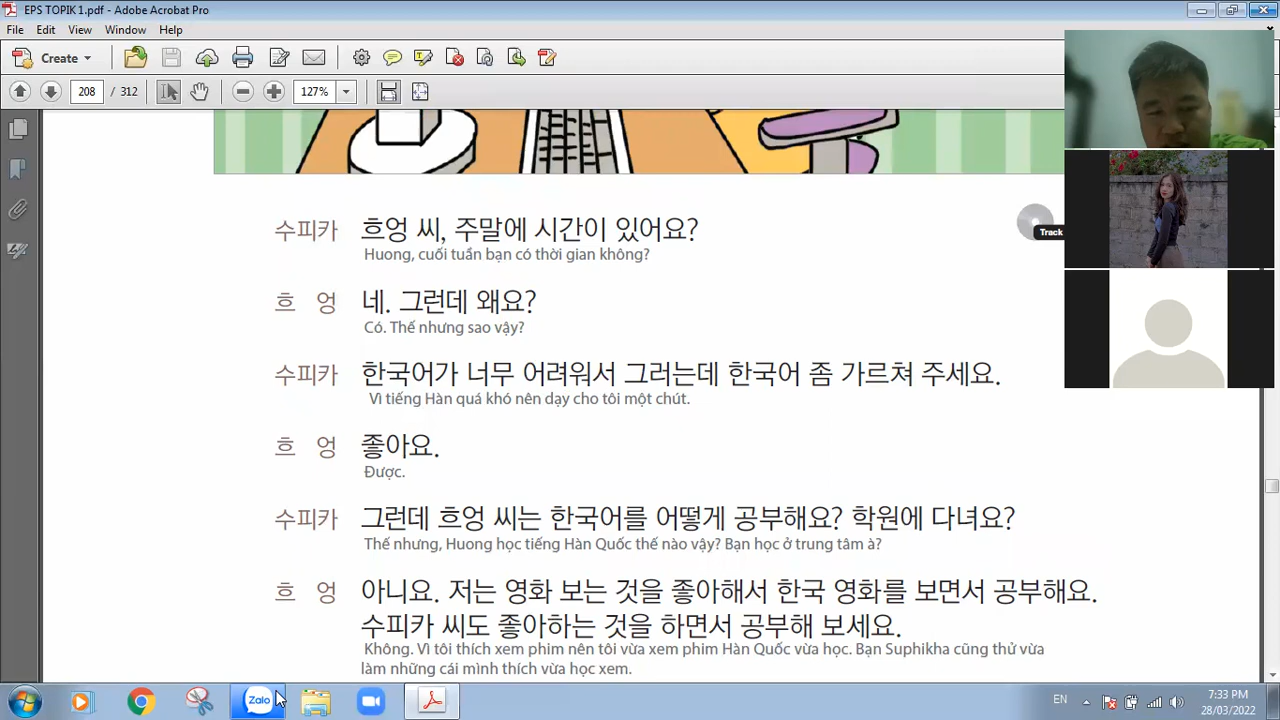 EPS TOPIK 1.pdf - Adobe Acrobat Pro
File Edit View Window Help
Create
208 / 312 127%
수피카 흐엉 씨, 주말에 시간이 있어요?
Track
Huong, cuối tuần bạn có thời gian không?
흐 엉 네. 그런데 왜요?
Có. Thế nhưng sao vậy?
수피카 한국어가 너무 어려워서 그러는데 한국어 좀 가르쳐 주세요.
Vì tiếng Hàn quá khó nên dạy cho tôi một chút.
흐 엉 좋아요.
Được.
수피카 그런데 흐엉 씨는 한국어를 어떻게 공부해요? 학원에 다녀요?
Thế nhưng, Huong học tiếng Hàn Quốc thế nào vậy? Bạn học ở trung tâm à?
흐 엉 아니요. 저는 영화 보는 것을 좋아해서 한국 영화를 보면서 공부해요.
수피카 씨도 좋아하는 것을 하면서 공부해 보세요.
Không. Vì tôi thích xem phim nên tôi vừa xem phim Hàn Quốc vừa học. Bạn Suphikha cũng thử vừa
làm những cái mình thích vừa học xem.
Zalo
EN 7:33 PM
28/03/2022